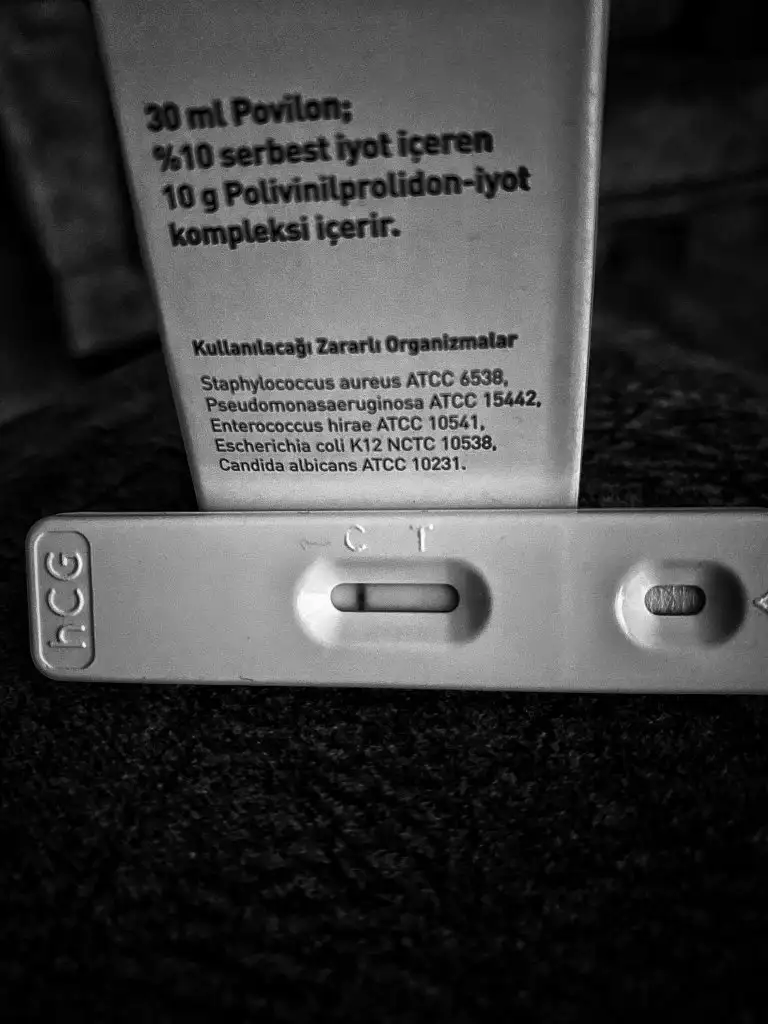 30 ml Povilon;
%10 serbest iyot içeren
10 g Polivinilprolidon-iyot
kompleksi içerir.
Kullanılacağı Zararlı Organizmalar
Staphylococcus aureus ATCC 6538,
Pseudomonasaeruginosa ATCC 15442,
Enterococcus hirae ATCC 10541,
Escherichia coli K12 NCTC 10538,
Candida albicans ATCC 10231.
C T
hCG